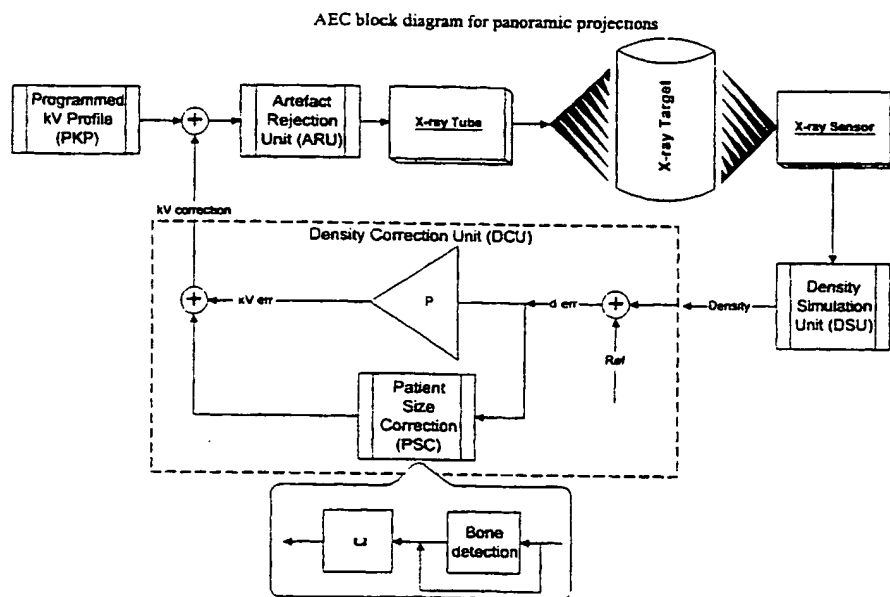 AEC block diagram for panoramic projections
Programmed
kV Profile
(PKP)
Artefact
Rejection
Unit (ARU)
X-ray Tube
X-ray Target
X-ray Sensor
kV correction
Density Correction Unit (DCU)
kV err
P
d err
Density
Density
Simulation
Unit (DSU)
Ref
Patient
Size
Correction
(PSC)
Bone
detection